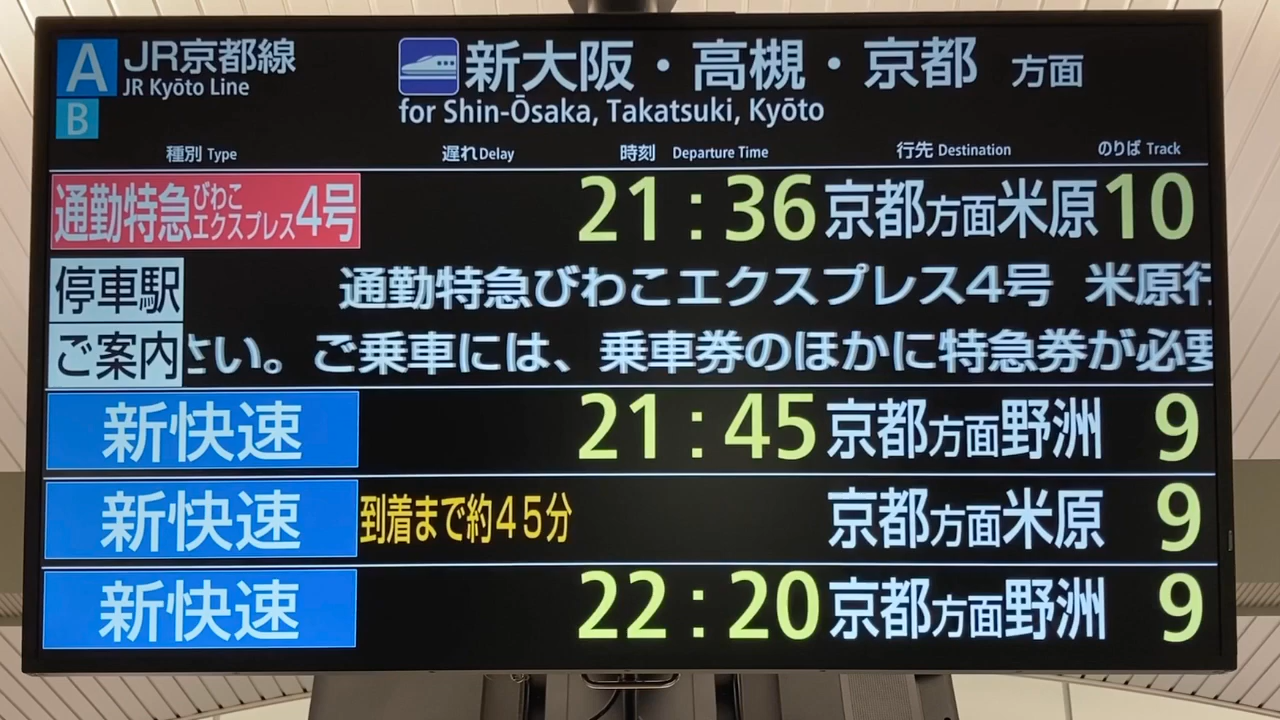 A JR京都線 新大阪・高槻・京都 方面
JR Kyōto Line
B for Shin-Ōsaka, Takatsuki, Kyōto
種別 Type 遅れ Delay 時刻 Departure Time 行先 Destination のりば Track
通勤特急びわこエクスプレス4号 21:36 京都方面米原 10
停車駅 通勤特急びわこエクスプレス4号 米原行
ご案内 さい。ご乗車には、乗車券のほかに特急券が必要
新快速 21:45 京都方面野洲 9
新快速 到着まで約45分 京都方面米原 9
新快速 22:20 京都方面野洲 9